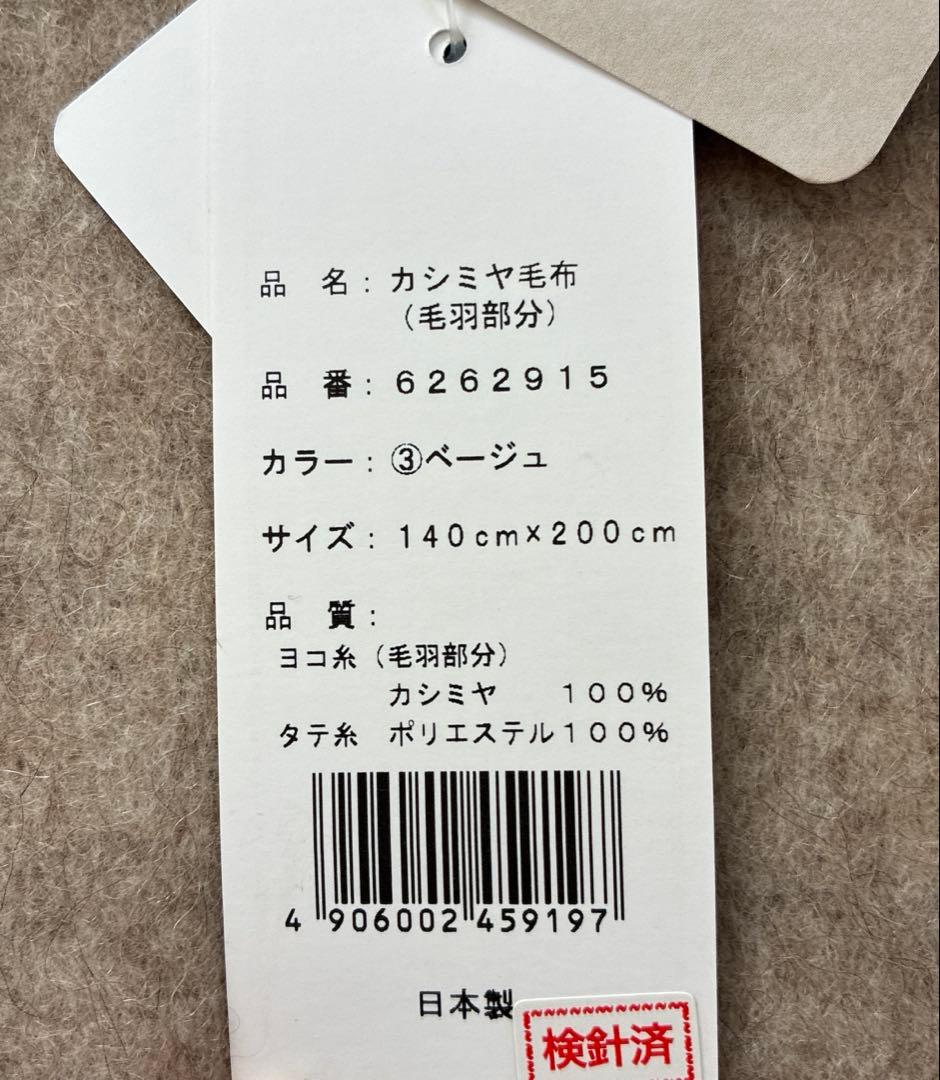 品 名：カシミヤ毛布
（毛羽部分）
品 番：6262915
カラー：③ベージュ
サイズ：140cm×200cm
品 質：
ヨコ糸（毛羽部分）
カシミヤ 100%
タテ糸 ポリエステル100%
4 906002 459197
日本製
検針済